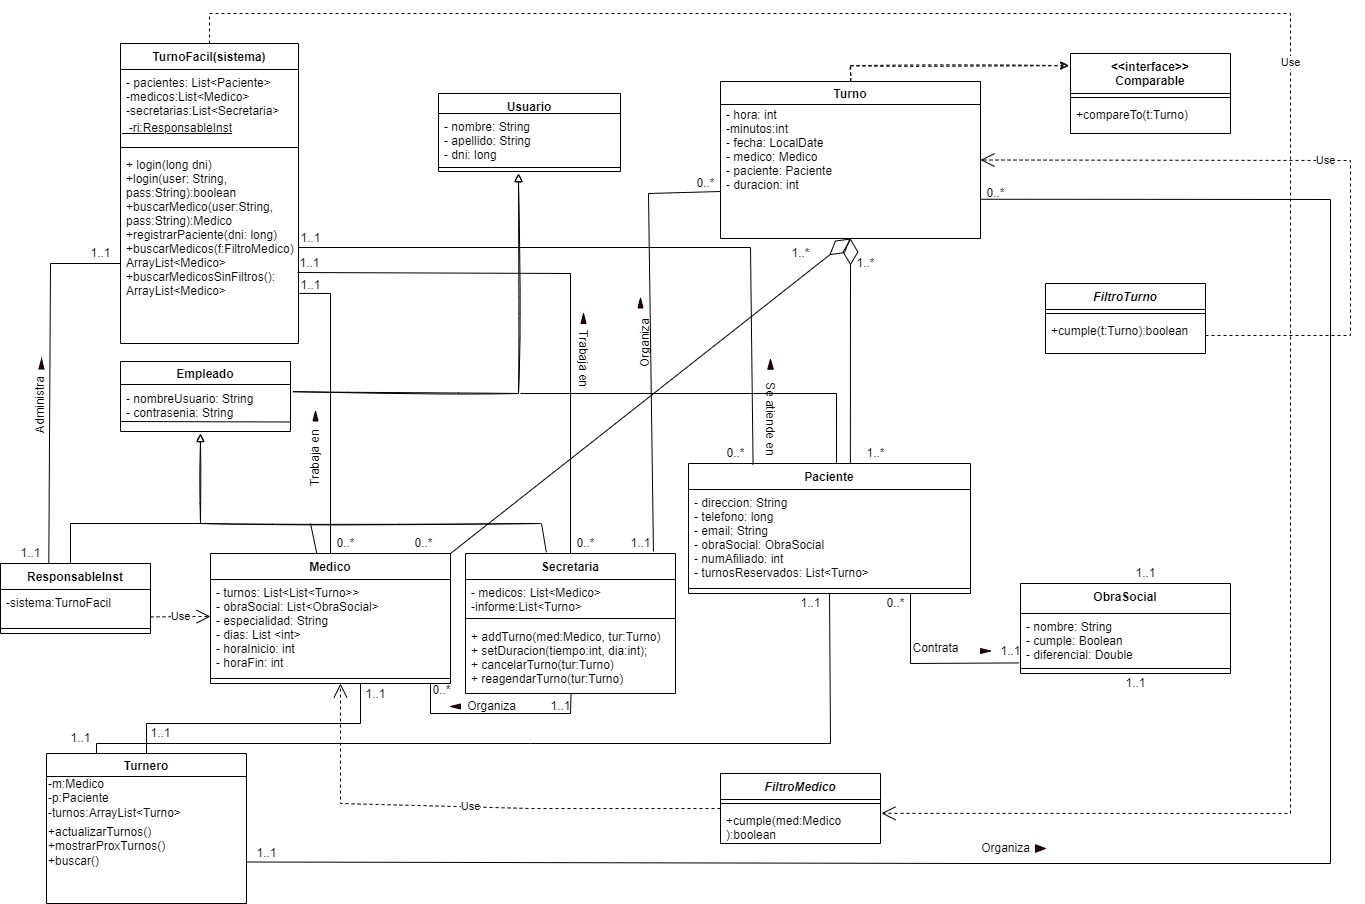 TurnoFacil(sistema)
- pacientes: List<Paciente>
-medicos:List<Medico>
-secretarias:List<Secretaria>
-ri:ResponsableInst
+ login(long dni)
+login(user: String,
pass:String):boolean
+buscarMedico(user:String,
pass:String):Medico
+registrarPaciente(dni: long)
+buscarMedicos(f:FiltroMedico)
ArrayList<Medico>
+buscarMedicosSinFiltros():
ArrayList<Medico>
Usuario
- nombre: String
- apellido: String
- dni: long
Turno
- hora: int
-minutos:int
- fecha: LocalDate
- medico: Medico
- paciente: Paciente
- duracion: int
<<interface>>
Comparable
+compareTo(t:Turno)
Use
Use
0..*
0..*
1..1
1..1
1..1
1..1
1..*
1..*
FiltroTurno
+cumple(t:Turno):boolean
Empleado
- nombreUsuario: String
- contrasenia: String
Administra
Trabaja en
Trabaja en
Organiza
Se atiende en
0..*
1..*
Paciente
- direccion: String
- telefono: long
- email: String
- obraSocial: ObraSocial
- numAfiliado: int
- turnosReservados: List<Turno>
1..1
0..*
0..*
0..*
1..1
ResponsableInst
-sistema:TurnoFacil
Use
Medico
- turnos: List<List<Turno>>
- obraSocial: List<ObraSocial>
- especialidad: String
- dias: List <int>
- horaInicio: int
- horaFin: int
Secretaria
- medicos: List<Medico>
-informe:List<Turno>
+ addTurno(med:Medico, tur:Turno)
+ setDuracion(tiempo:int, dia:int);
+ cancelarTurno(tur:Turno)
+ reagendarTurno(tur:Turno)
1..1
ObraSocial
- nombre: String
- cumple: Boolean
- diferencial: Double
1..1
1..1
0..*
Contrata
1..1
1..1
0..*
Organiza
1..1
1..1
1..1
Turnero
-m:Medico
-p:Paciente
-turnos:ArrayList<Turno>
+actualizarTurnos()
+mostrarProxTurnos()
+buscar()
1..1
Use
FiltroMedico
+cumple(med:Medico
):boolean
Organiza